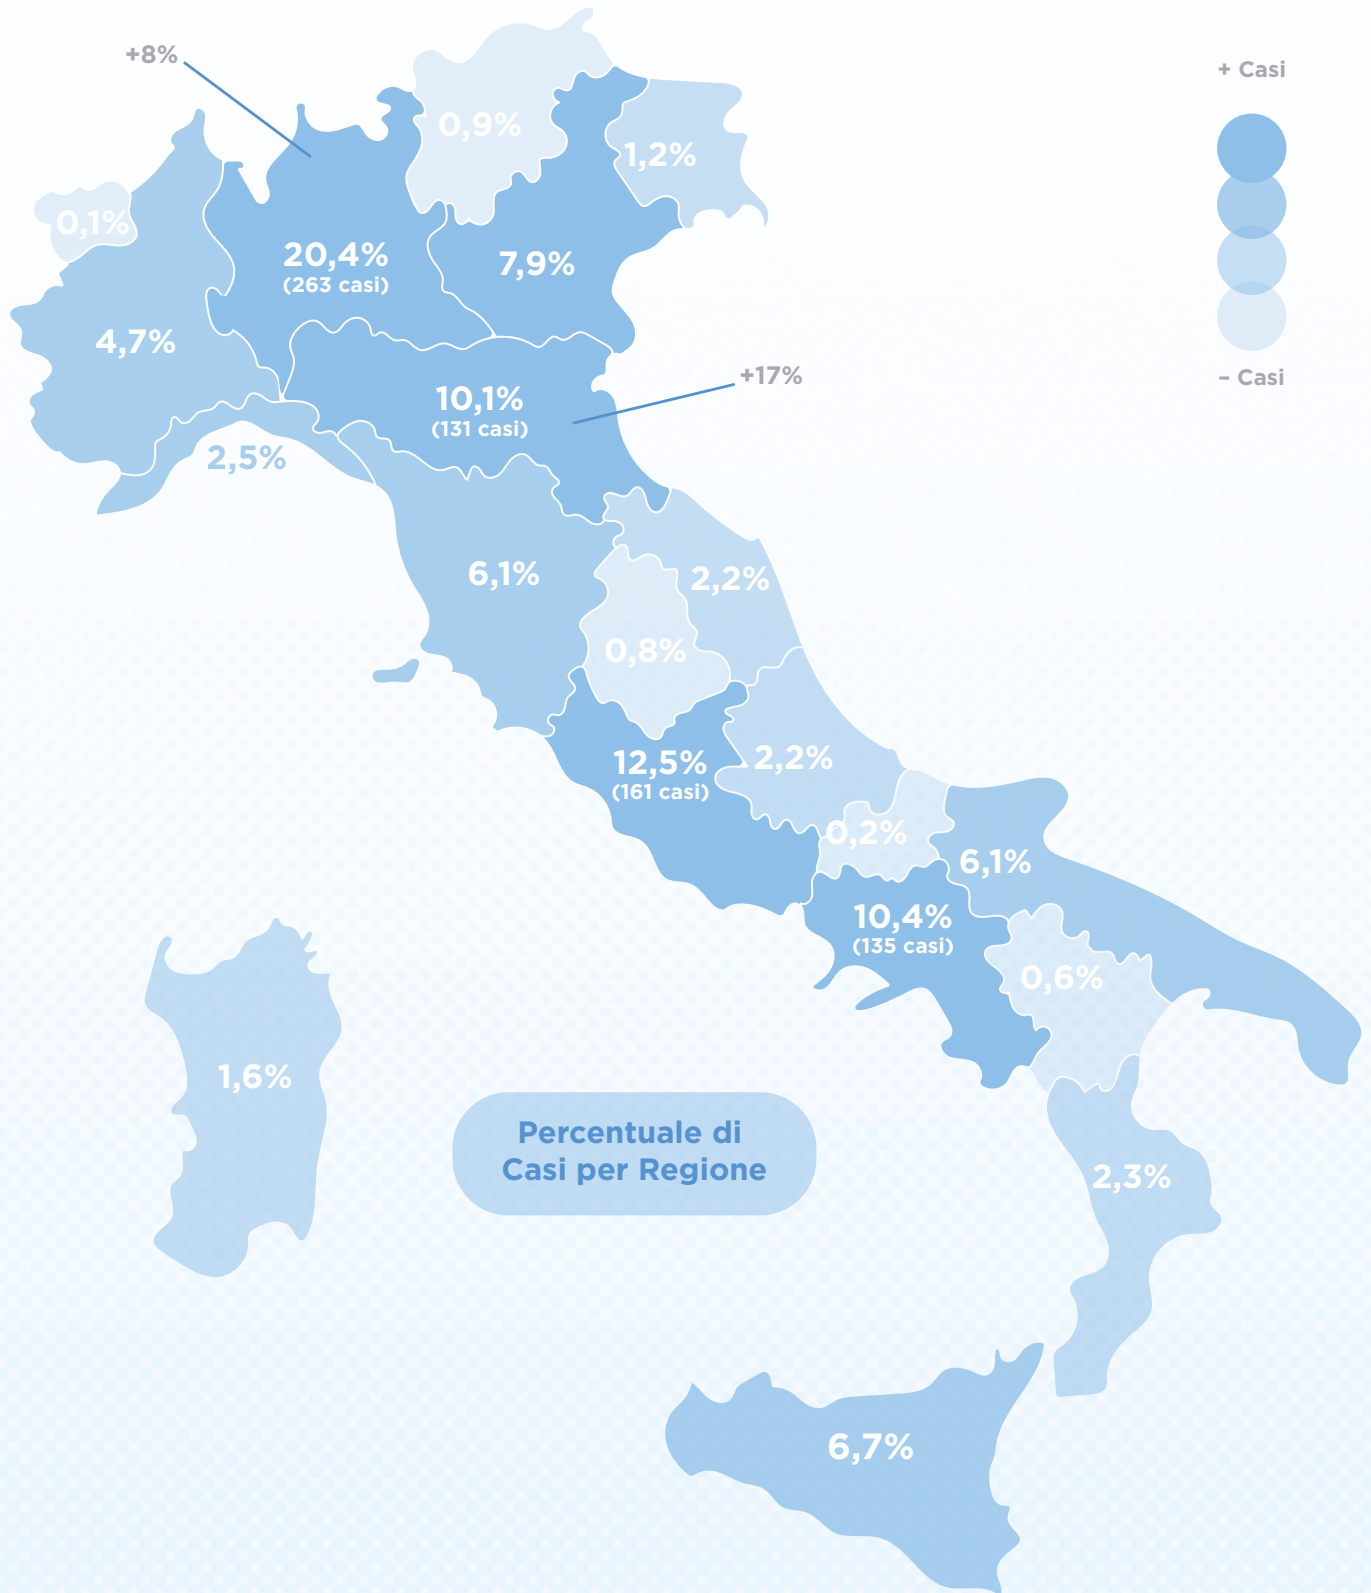 +8%
+ Casi
0,9%
1,2%
0,1%
20,4%
(263 casi)
7,9%
4,7%
+17%
– Casi
10,1%
(131 casi)
2,5%
6,1%
2,2%
0,8%
12,5%
(161 casi)
2,2%
0,2%
6,1%
10,4%
(135 casi)
0,6%
1,6%
Percentuale di
Casi per Regione
2,3%
6,7%